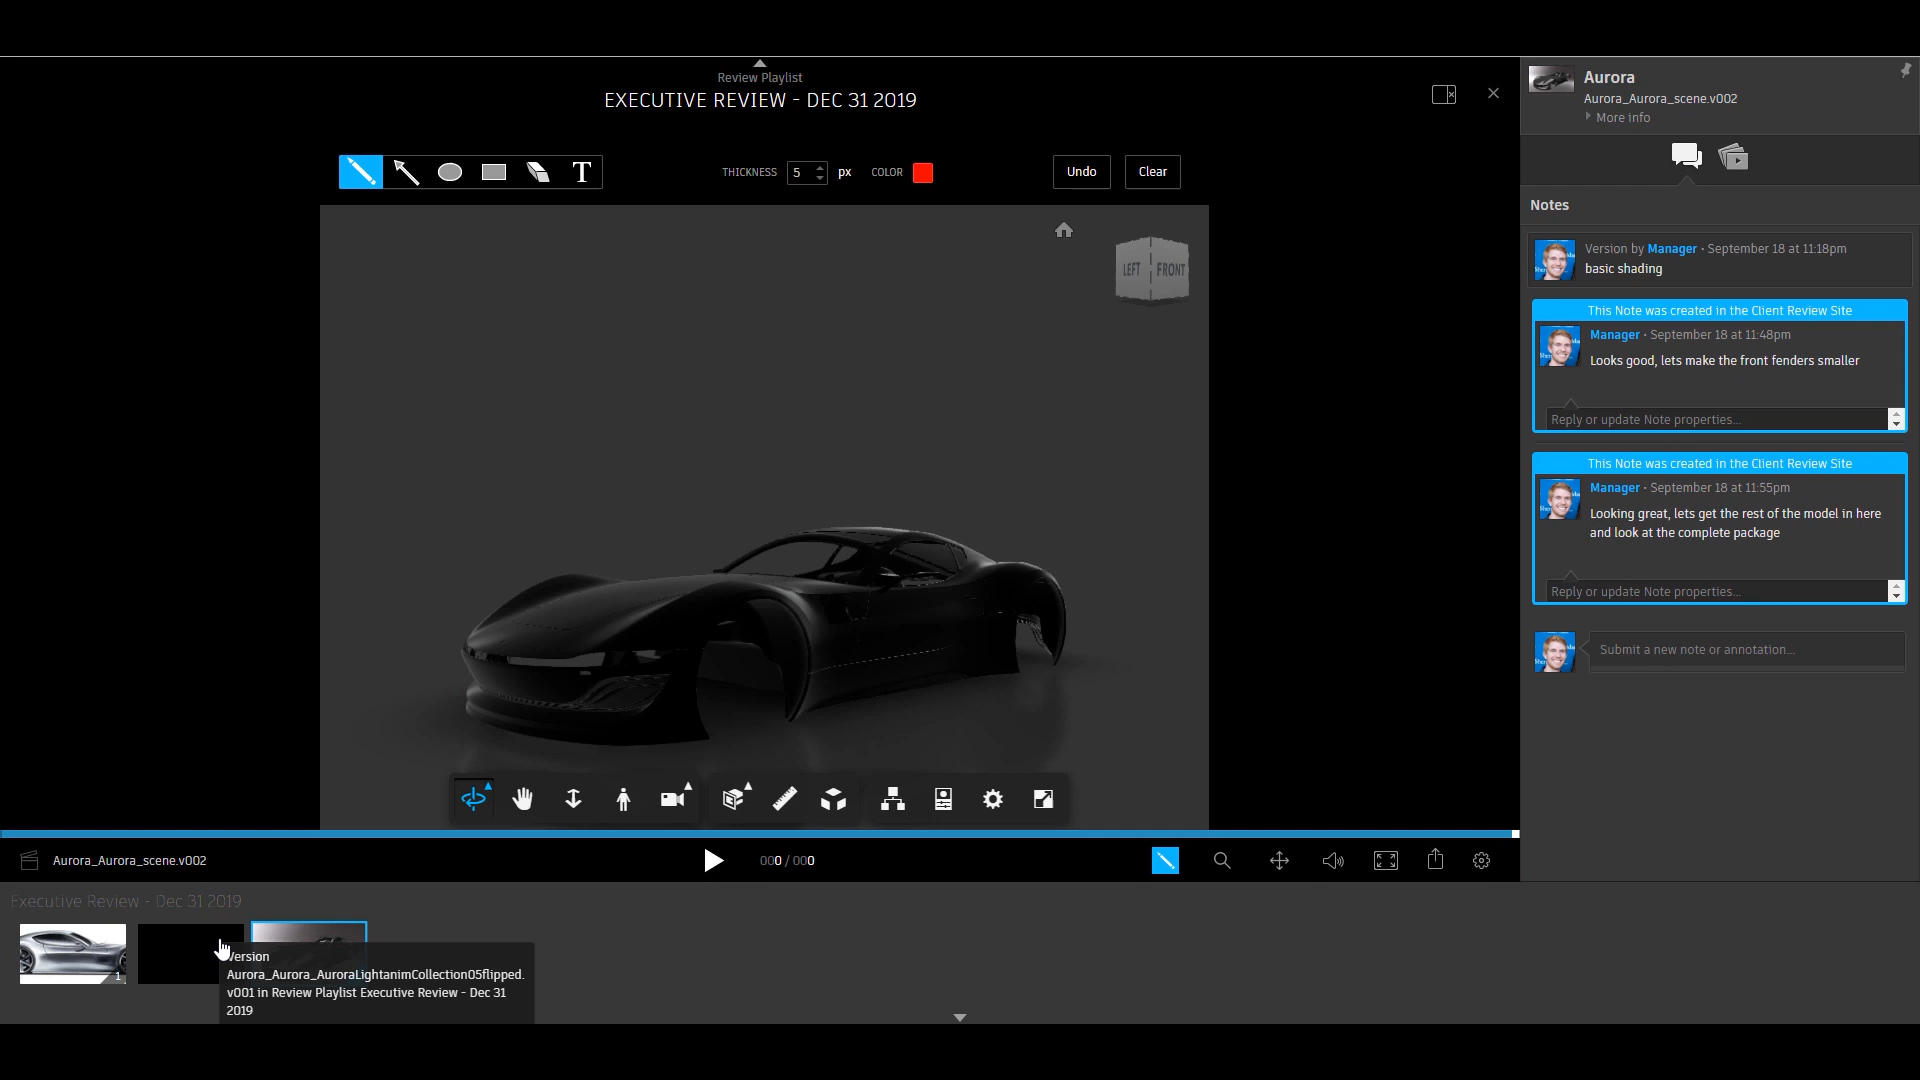 Review Playlist
EXECUTIVE REVIEW - DEC 31 2019
T
THICKNESS 5 px COLOR
Undo
Clear
LEFT FRONT
Aurora_Aurora_scene.v002
000 / 000
Executive Review - Dec 31 2019
1
Version
Aurora_Aurora_AuroraLightanimCollection05flipped.
v001 in Review Playlist Executive Review - Dec 31
2019
Aurora
Aurora_Aurora_scene.v002
More info
Notes
Version by Manager · September 18 at 11:18pm
basic shading
This Note was created in the Client Review Site
Manager · September 18 at 11:48pm
Looks good, lets make the front fenders smaller
Reply or update Note properties...
This Note was created in the Client Review Site
Manager · September 18 at 11:55pm
Looking great, lets get the rest of the model in here
and look at the complete package
Reply or update Note properties...
Submit a new note or annotation...